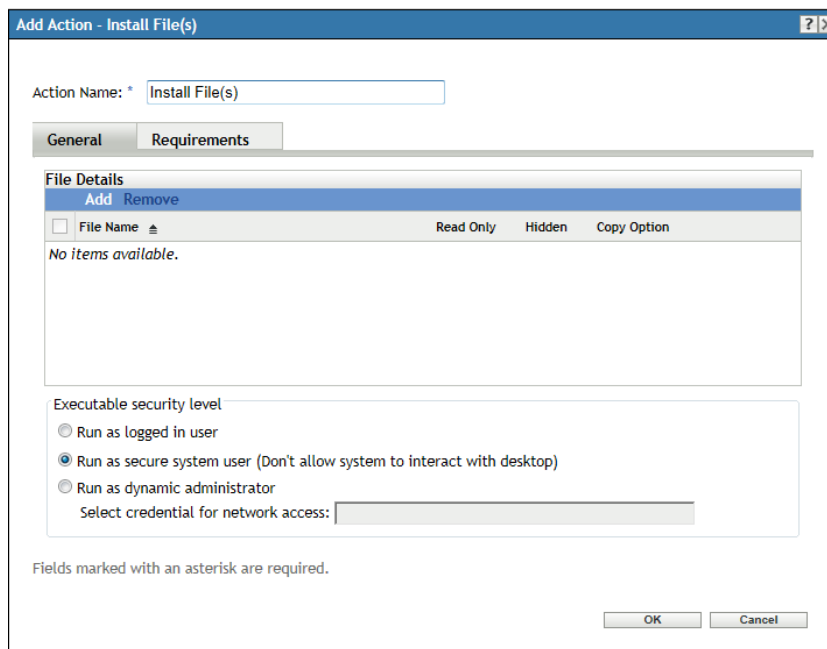 Add Action - Install File(s)
?
Action Name: * Install File(s)
General Requirements
File Details
Add Remove
File Name Read Only Hidden Copy Option
No items available.
Executable security level
Run as logged in user
Run as secure system user (Don't allow system to interact with desktop)
Run as dynamic administrator
Select credential for network access:
Fields marked with an asterisk are required.
OK Cancel